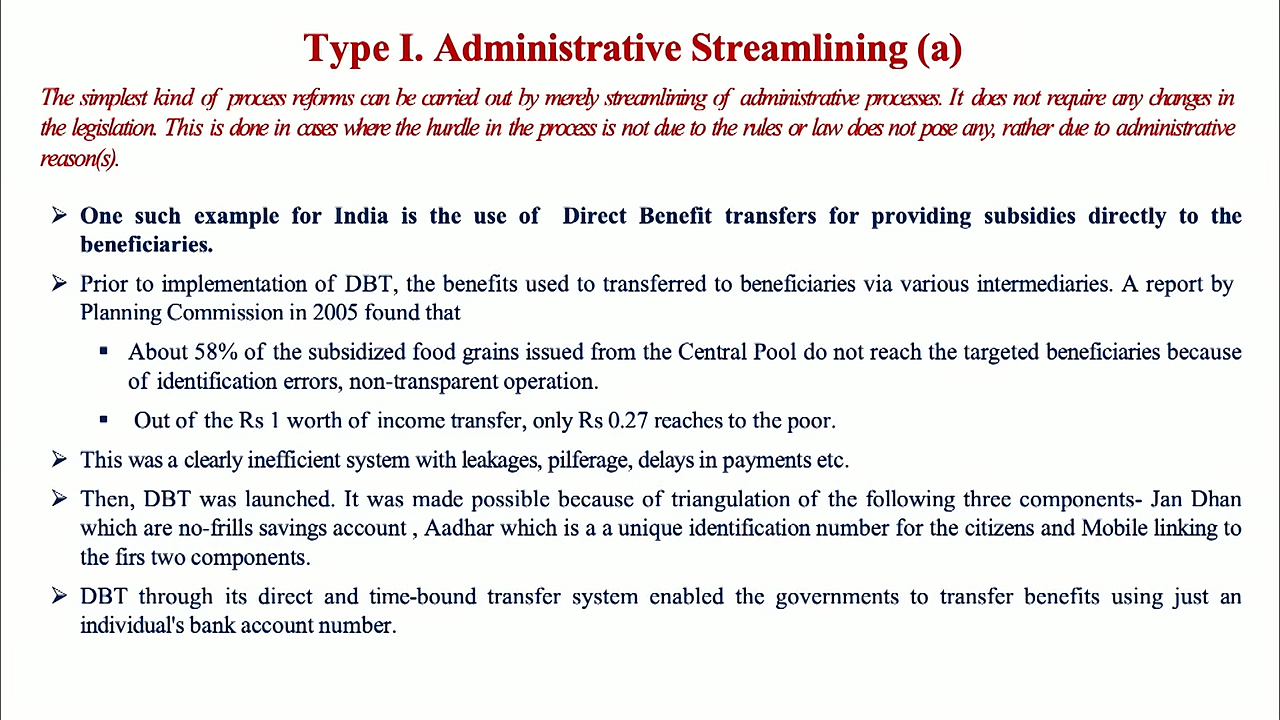 Type I. Administrative Streamlining (a)
The simplest kind of process reforms can be carried out by merely streamlining of administrative processes. It does not require any changes in
the legislation. This is done in cases where the hurdle in the process is not due to the rules or law does not pose any, rather due to administrative
reason(s).
➢ One such example for India is the use of Direct Benefit transfers for providing subsidies directly to the
beneficiaries.
➢ Prior to implementation of DBT, the benefits used to transferred to beneficiaries via various intermediaries. A report by
Planning Commission in 2005 found that
▪ About 58% of the subsidized food grains issued from the Central Pool do not reach the targeted beneficiaries because
of identification errors, non-transparent operation.
▪ Out of the Rs 1 worth of income transfer, only Rs 0.27 reaches to the poor.
➢ This was a clearly inefficient system with leakages, pilferage, delays in payments etc.
➢ Then, DBT was launched. It was made possible because of triangulation of the following three components- Jan Dhan
which are no-frills savings account , Aadhar which is a a unique identification number for the citizens and Mobile linking to
the firs two components.
➢ DBT through its direct and time-bound transfer system enabled the governments to transfer benefits using just an
individual's bank account number.